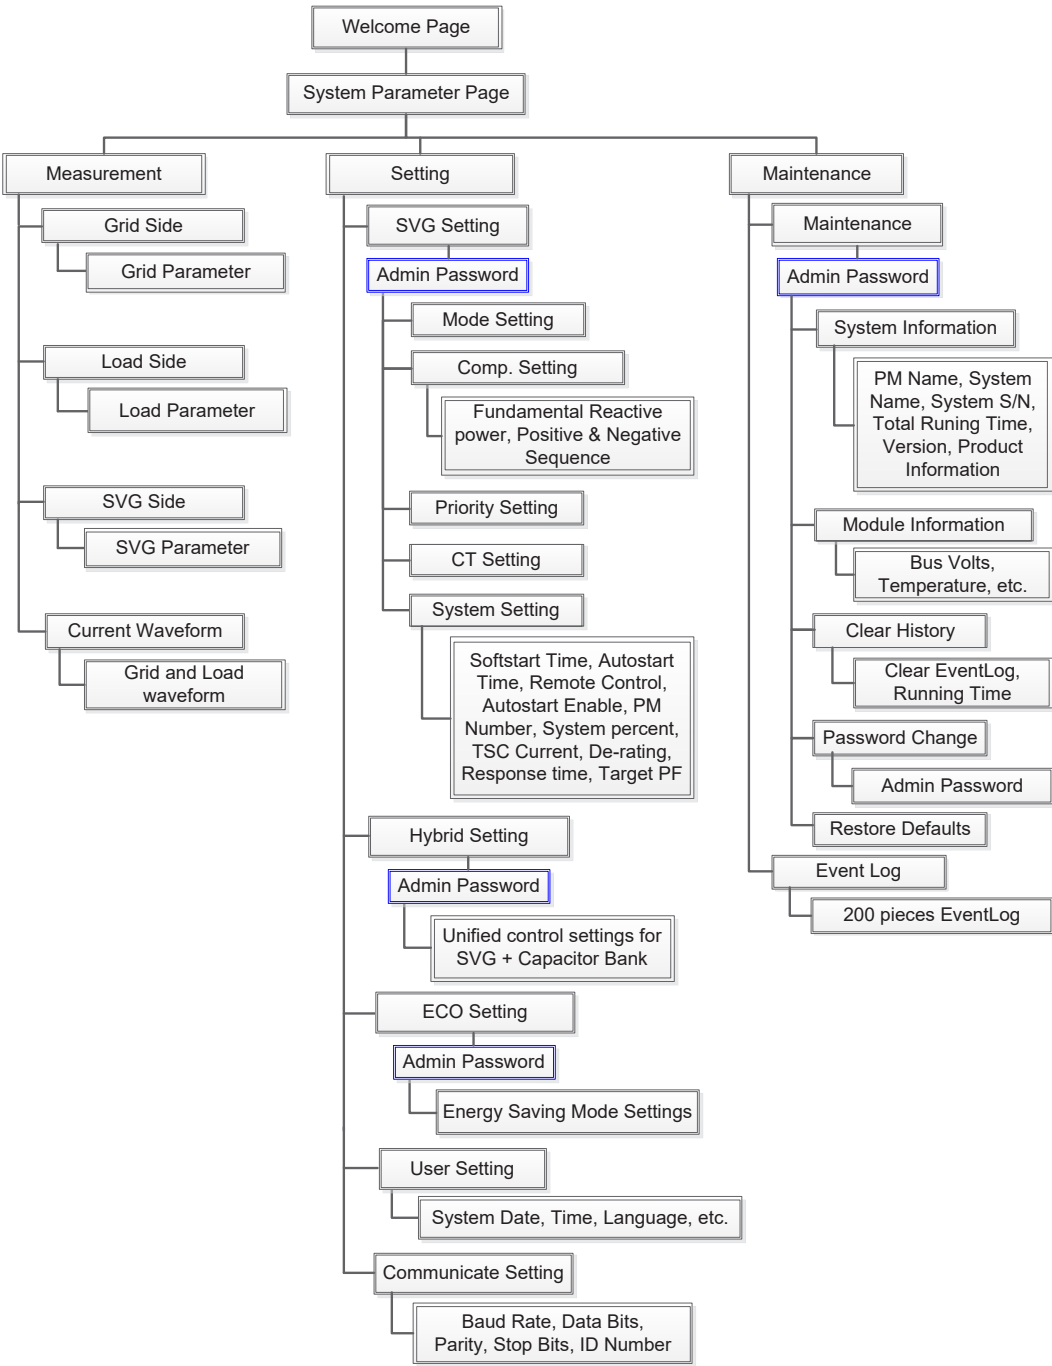 Welcome Page
System Parameter Page
Measurement
Grid Side
Grid Parameter
Load Side
Load Parameter
SVG Side
SVG Parameter
Current Waveform
Grid and Load
waveform
Setting
SVG Setting
Admin Password
Mode Setting
Comp. Setting
Fundamental Reactive
power, Positive & Negative
Sequence
Priority Setting
CT Setting
System Setting
Softstart Time, Autostart
Time, Remote Control,
Autostart Enable, PM
Number, System percent,
TSC Current, De-rating,
Response time, Target PF
Hybrid Setting
Admin Password
Unified control settings for
SVG + Capacitor Bank
ECO Setting
Admin Password
Energy Saving Mode Settings
User Setting
System Date, Time, Language, etc.
Communicate Setting
Baud Rate, Data Bits,
Parity, Stop Bits, ID Number
Maintenance
Maintenance
Admin Password
System Information
PM Name, System
Name, System S/N,
Total Runing Time,
Version, Product
Information
Module Information
Bus Volts,
Temperature, etc.
Clear History
Clear EventLog,
Running Time
Password Change
Admin Password
Restore Defaults
Event Log
200 pieces EventLog